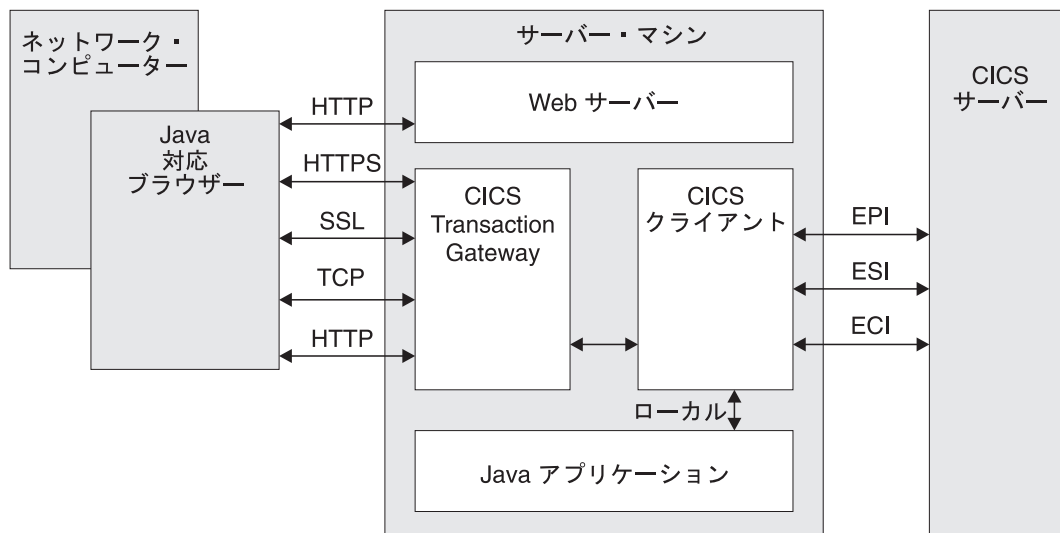 ネットワーク・
コンピューター
Java
対応
ブラウザー
HTTP
HTTPS
SSL
TCP
HTTP
サーバー・マシン
Web サーバー
CICS
Transaction
Gateway
CICS
クライアント
ローカル
Java アプリケーション
EPI
ESI
ECI
CICS
サーバー